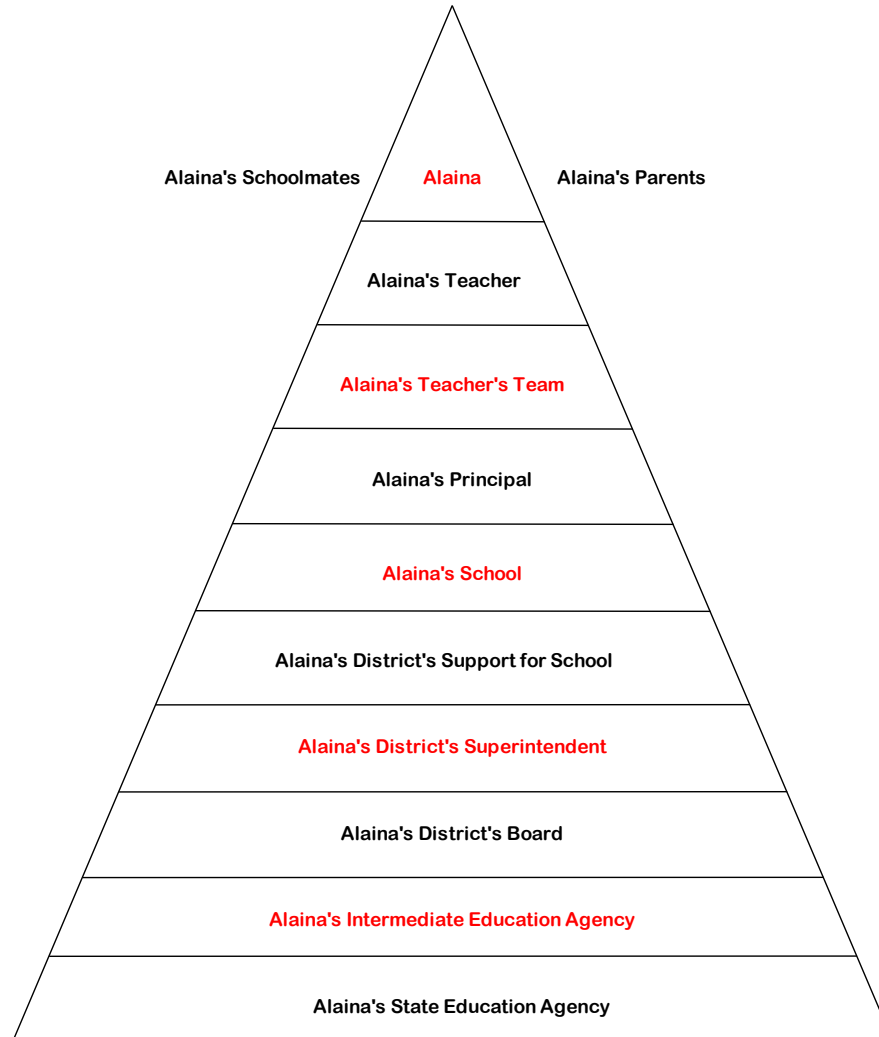 Alaina's Schoolmates
Alaina
Alaina's Parents
Alaina's Teacher
Alaina's Teacher's Team
Alaina's Principal
Alaina's School
Alaina's District's Support for School
Alaina's District's Superintendent
Alaina's District's Board
Alaina's Intermediate Education Agency
Alaina's State Education Agency